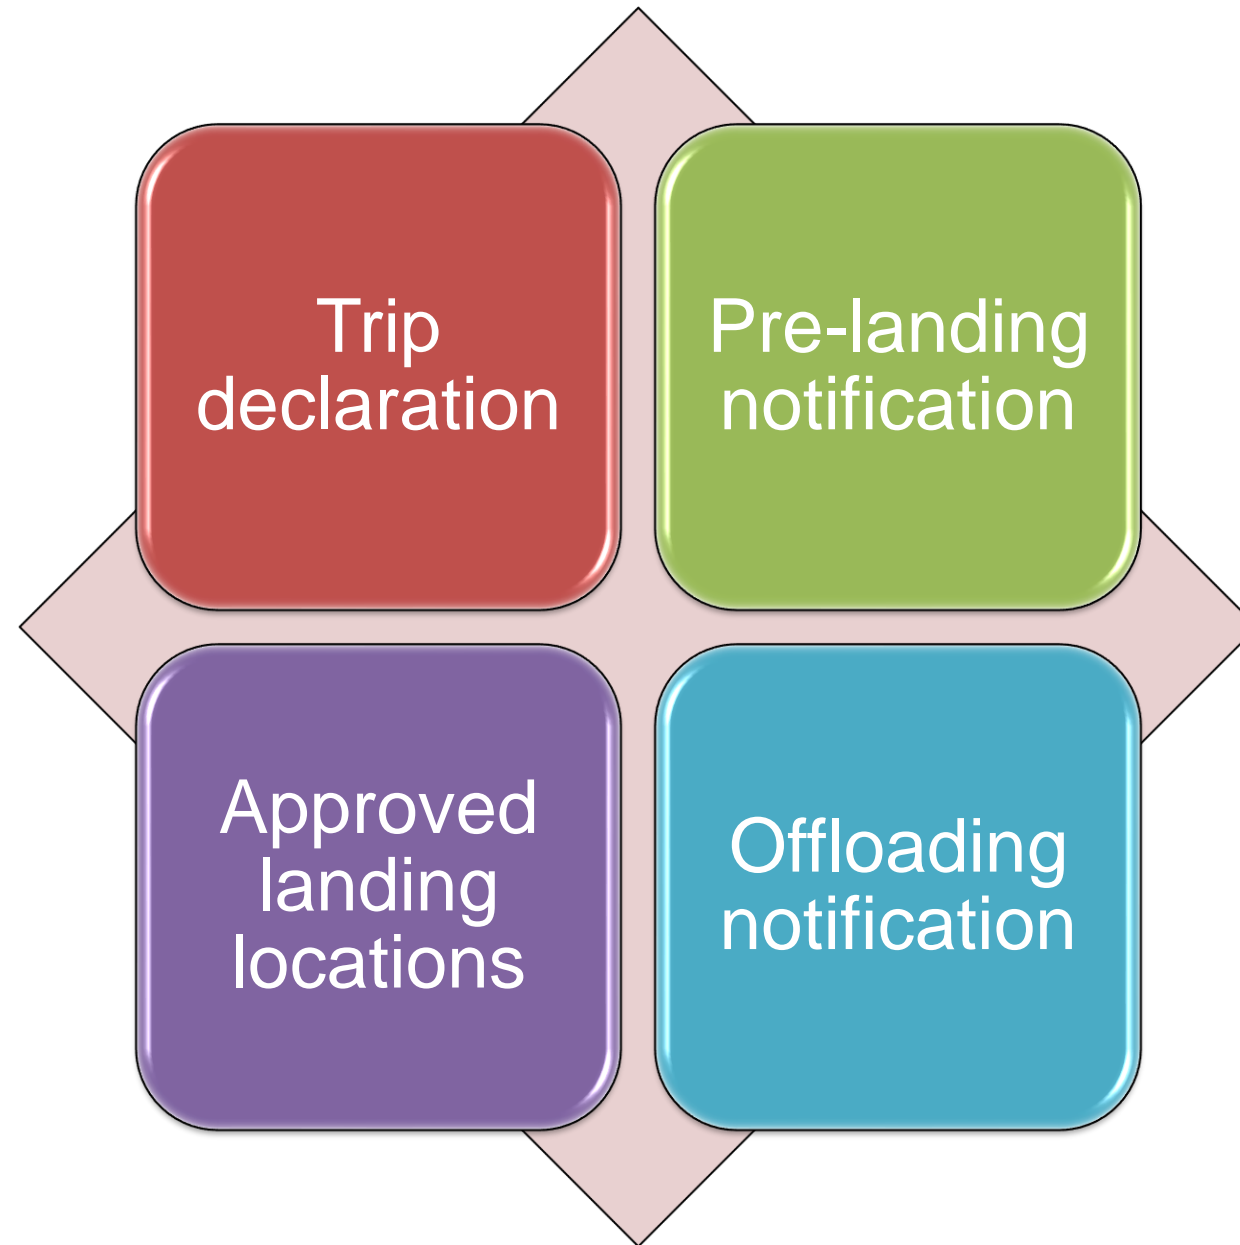 Trip
declaration
Pre-landing
notification
Approved
landing
locations
Offloading
notification